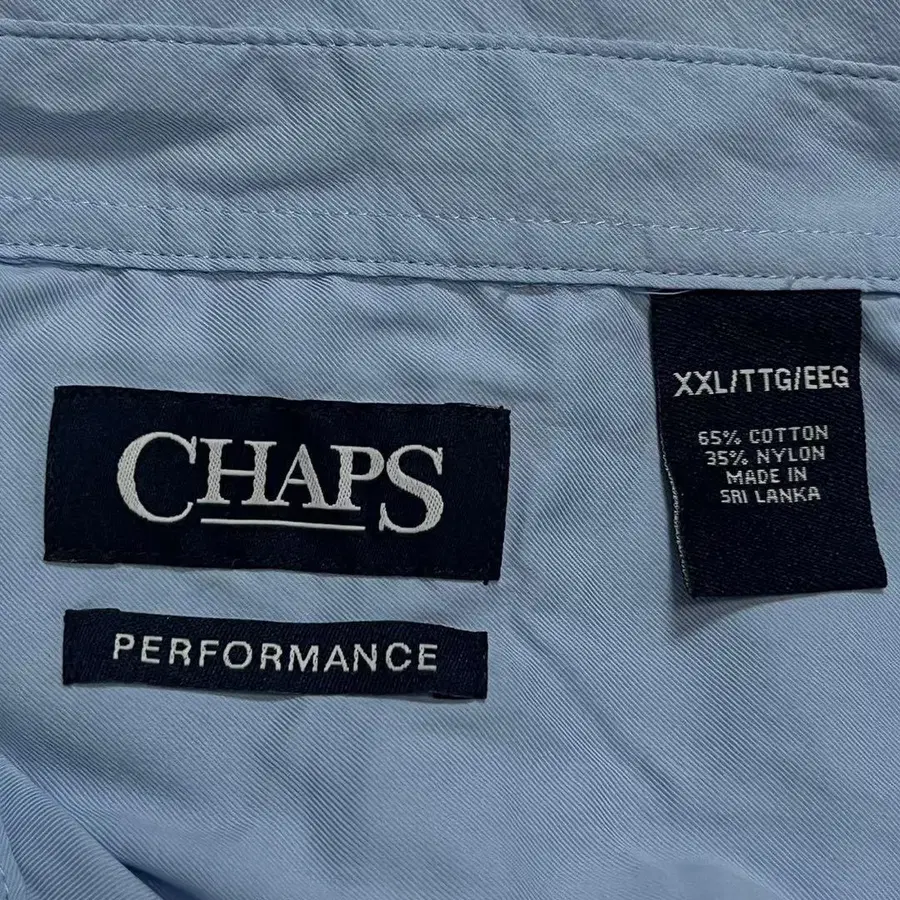 CHAPS
PERFORMANCE
XXL/TTG/EEG
65% COTTON
35% NYLON
MADE IN
SRI LANKA